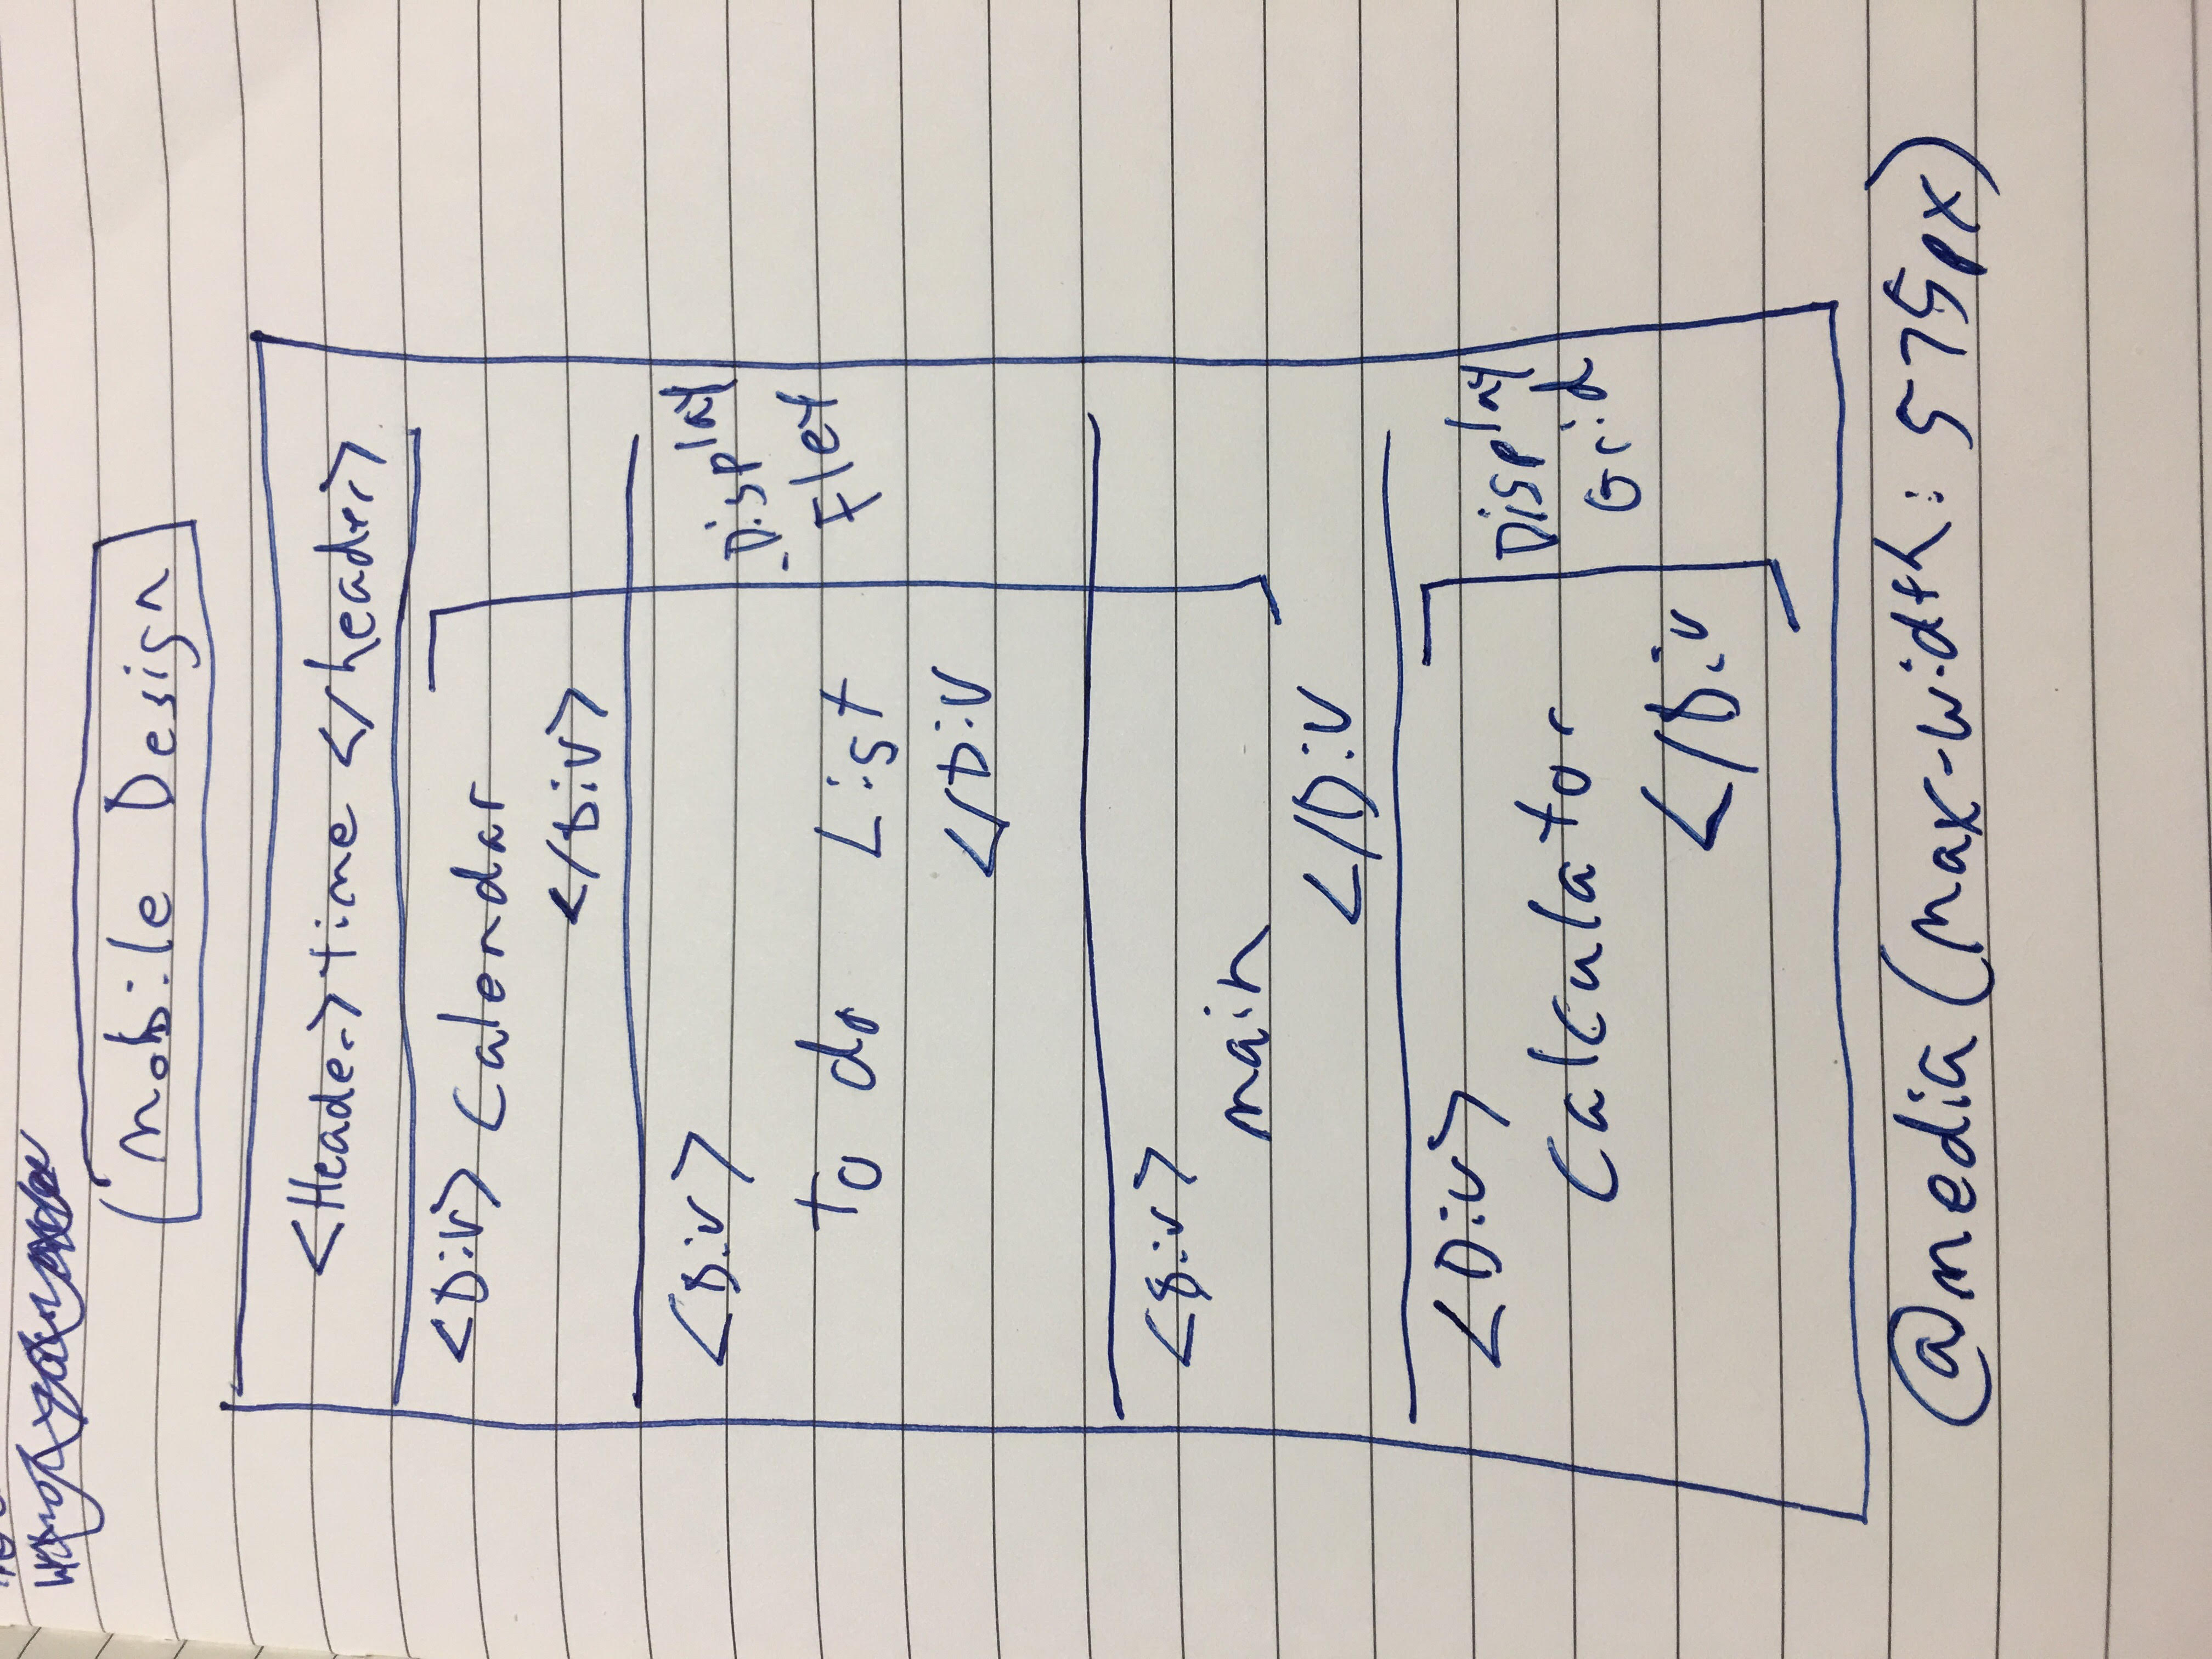 Mobile Design
<Header> time </header>
<Div> Calendar
</Div>
<Div>
Display
to do List
Flex
</Div
<Div>
main
</Div
<Div>
Display
Calculator
Grid
</Div
@media (max-width: 575px)